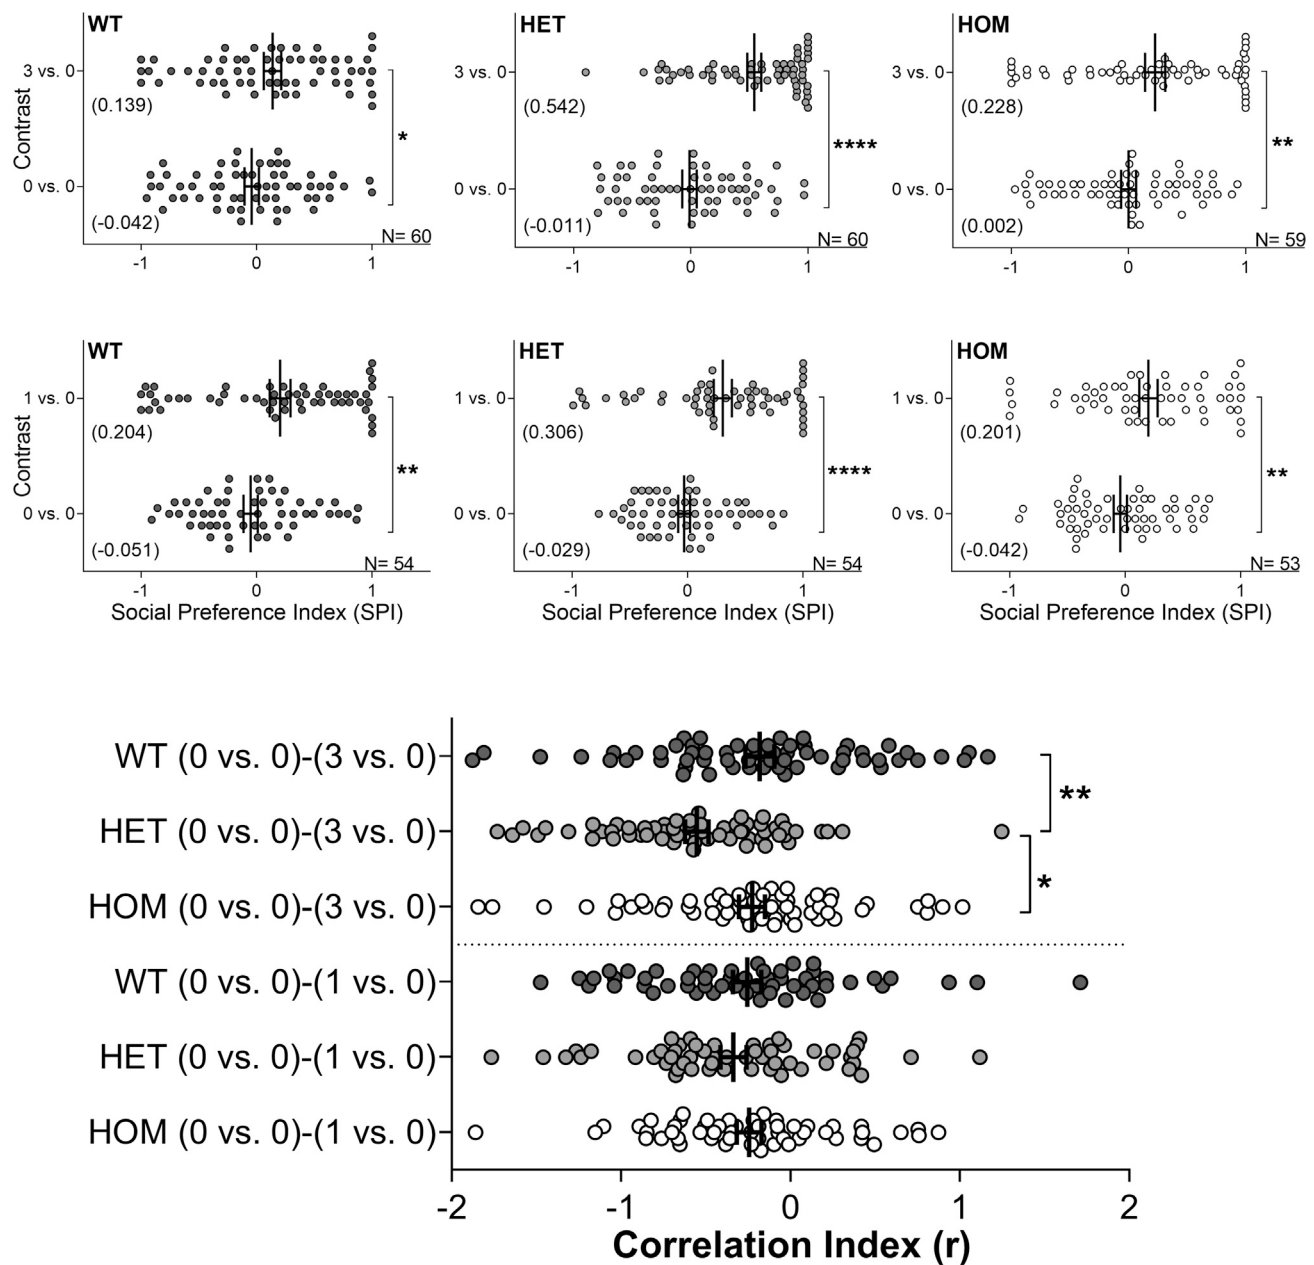 WT
Contrast
3 vs. 0
(0.139)
*
0 vs. 0
(-0.042)
N= 60
-1 0 1
HET
3 vs. 0
(0.542)
****
0 vs. 0
(-0.011)
N= 60
-1 0 1
HOM
3 vs. 0
(0.228)
**
0 vs. 0
(0.002)
N= 59
-1 0 1
WT
Contrast
1 vs. 0
(0.204)
**
0 vs. 0
(-0.051)
N= 54
-1 0 1
Social Preference Index (SPI)
HET
1 vs. 0
(0.306)
****
0 vs. 0
(-0.029)
N= 54
-1 0 1
Social Preference Index (SPI)
HOM
1 vs. 0
(0.201)
**
0 vs. 0
(-0.042)
N= 53
-1 0 1
Social Preference Index (SPI)
WT (0 vs. 0)-(3 vs. 0)
**
HET (0 vs. 0)-(3 vs. 0)
*
HOM (0 vs. 0)-(3 vs. 0)
WT (0 vs. 0)-(1 vs. 0)
HET (0 vs. 0)-(1 vs. 0)
HOM (0 vs. 0)-(1 vs. 0)
-2 -1 0 1 2
Correlation Index (r)